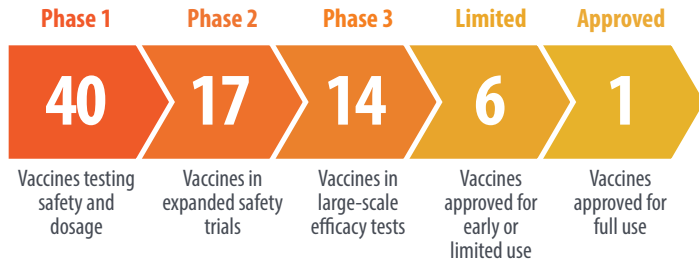 Phase 1
Phase 2
Phase 3
Limited
Approved
40
17
14
6
1
Vaccines testing
safety and
dosage
Vaccines in
expanded safety
trials
Vaccines in
large-scale
efficacy tests
Vaccines
approved for
early or
limited use
Vaccines
approved for
full use